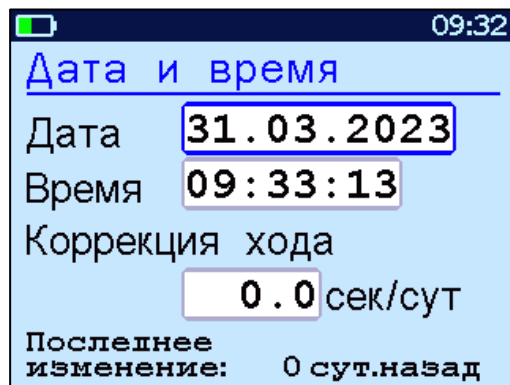 09:32
Дата и время
Дата 31.03.2023
Время 09:33:13
Коррекция хода
0.0 сек/сут
Последнее
изменение: 0 сут.назад